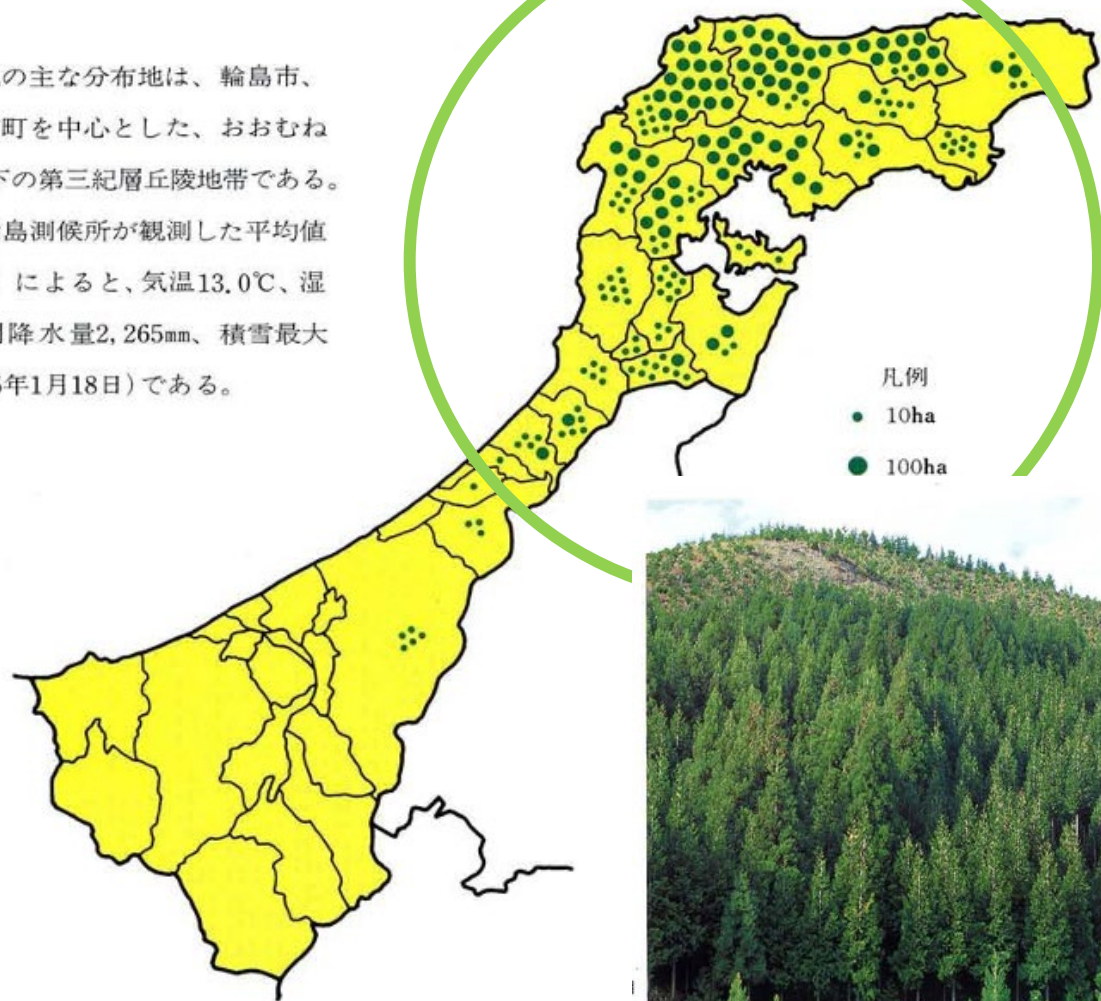 の主な分布地は、輪島市、
町を中心とした、おおむね
下の第三紀層丘陵地帯である。
島測候所が観測した平均値
によると、気温13.0℃、湿
降水量2,265mm、積雪最大
年1月18日)である。
凡例
10ha
100ha